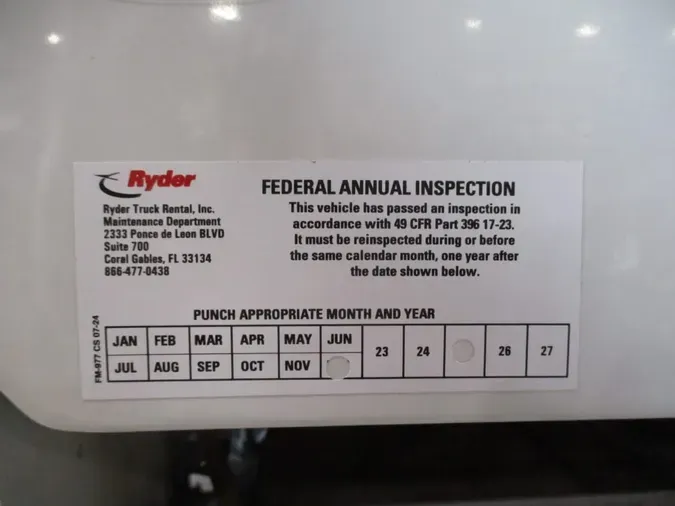 Ryder
Ryder Truck Rental, Inc.
Maintenance Department
2333 Ponce de Leon BLVD
Suite 700
Coral Gables, FL 33134
866-477-0438
FEDERAL ANNUAL INSPECTION
This vehicle has passed an inspection in
accordance with 49 CFR Part 396 17-23.
It must be reinspected during or before
the same calendar month, one year after
the date shown below.
PUNCH APPROPRIATE MONTH AND YEAR
JAN FEB MAR APR MAY JUN
JUL AUG SEP OCT NOV
23 24 26 27
FM-977 CS 07-24